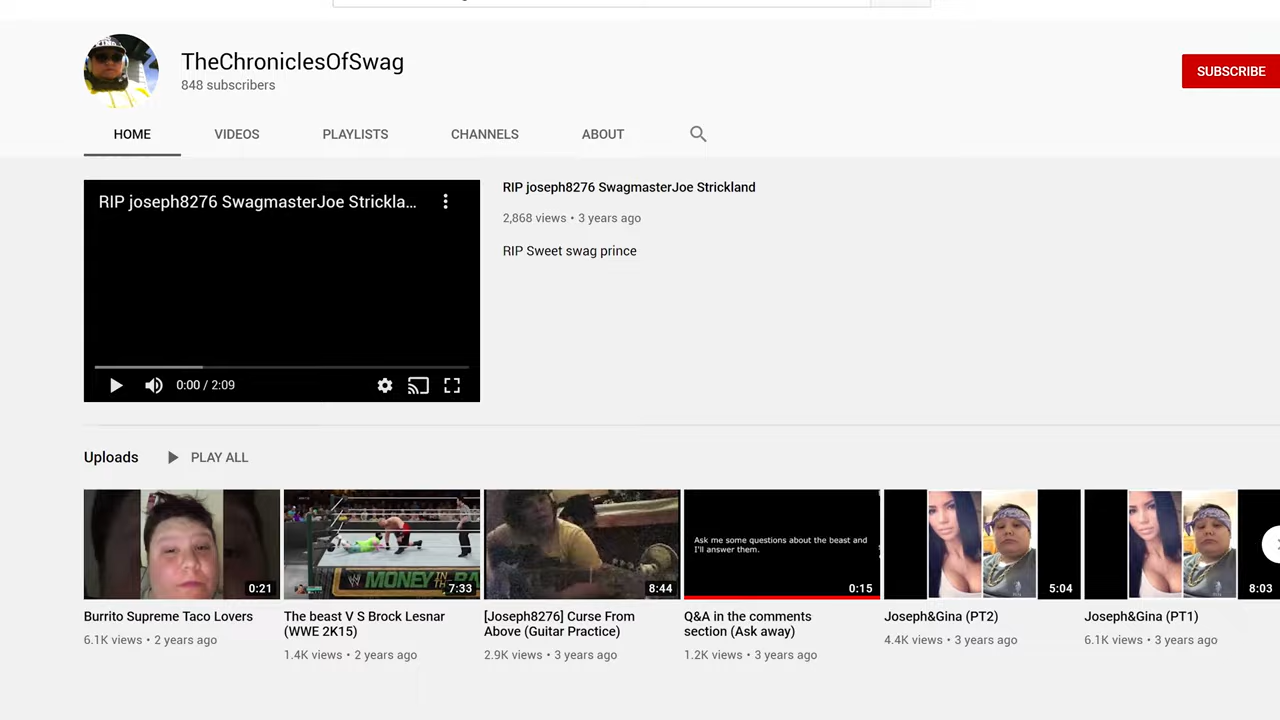 TheChroniclesOfSwag
848 subscribers
SUBSCRIBE
HOME
VIDEOS
PLAYLISTS
CHANNELS
ABOUT
RIP joseph8276 SwagmasterJoe Strickla...
0:00 / 2:09
RIP joseph8276 SwagmasterJoe Strickland
2,868 views • 3 years ago
RIP Sweet swag prince
Uploads
PLAY ALL
0:21
Burrito Supreme Taco Lovers
6.1K views • 2 years ago
MONEY IN THE BA
7:33
The beast V S Brock Lesnar
(WWE 2K15)
1.4K views • 2 years ago
8:44
[Joseph8276] Curse From
Above (Guitar Practice)
2.9K views • 3 years ago
Ask me some questions about the beast and
I'll answer them.
0:15
Q&A in the comments
section (Ask away)
1.2K views • 3 years ago
5:04
Joseph&Gina (PT2)
4.4K views • 3 years ago
8:03
Joseph&Gina (PT1)
6.1K views • 3 years ago